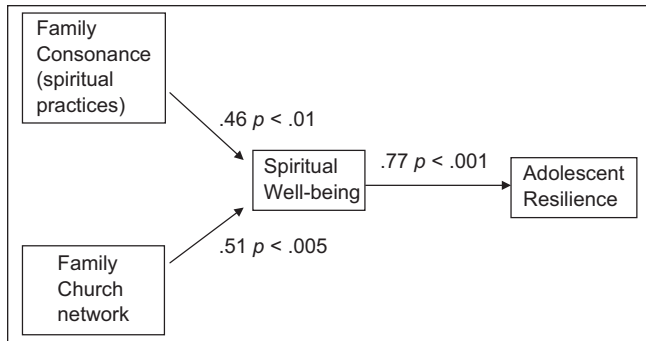 Family
Consonance
(spiritual
practices)
.46 p < .01
Spiritual
Well-being
.77 p < .001
Adolescent
Resilience
.51 p < .005
Family
Church
network